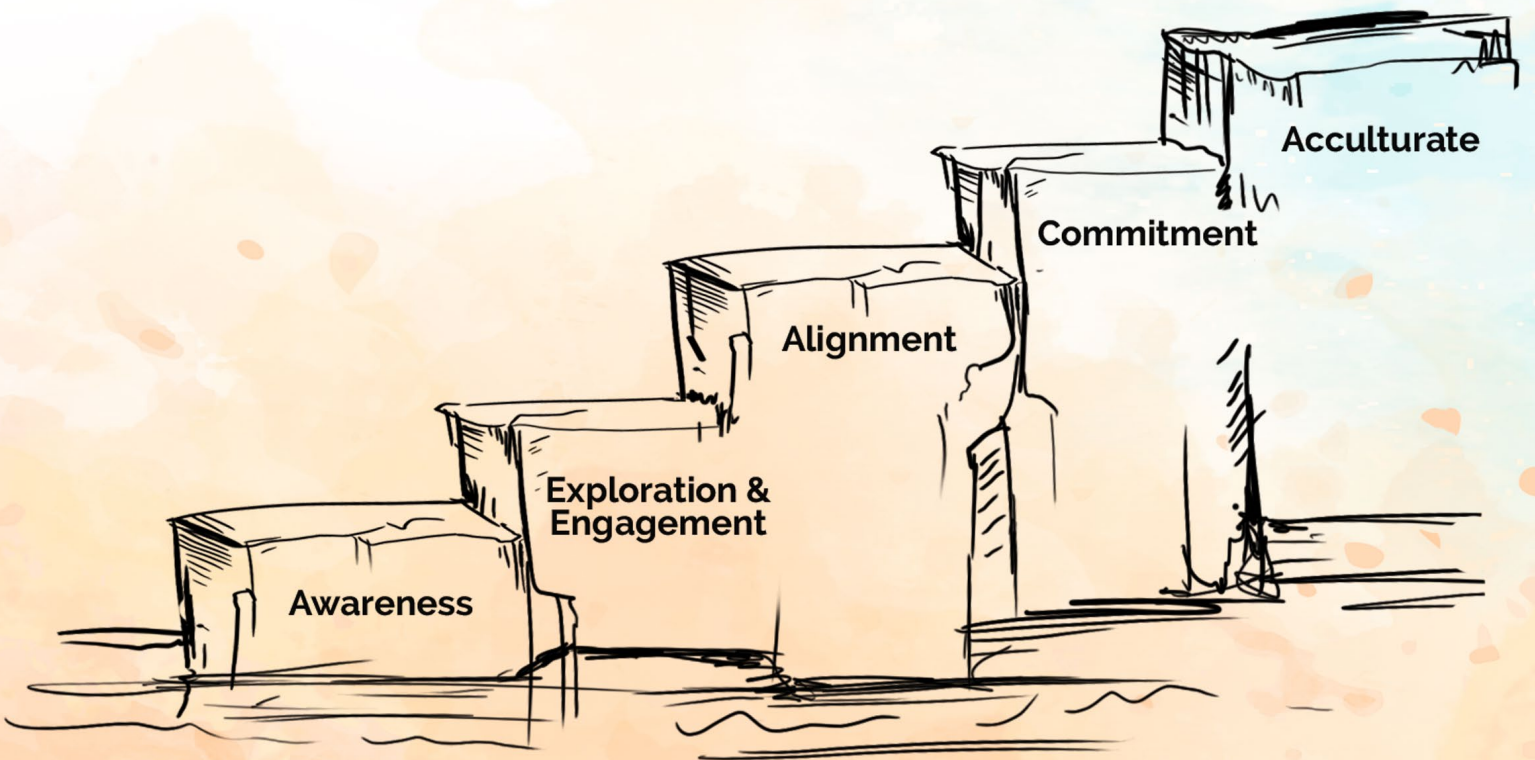 Acculturate
Commitment
Alignment
Exploration &
Engagement
Awareness